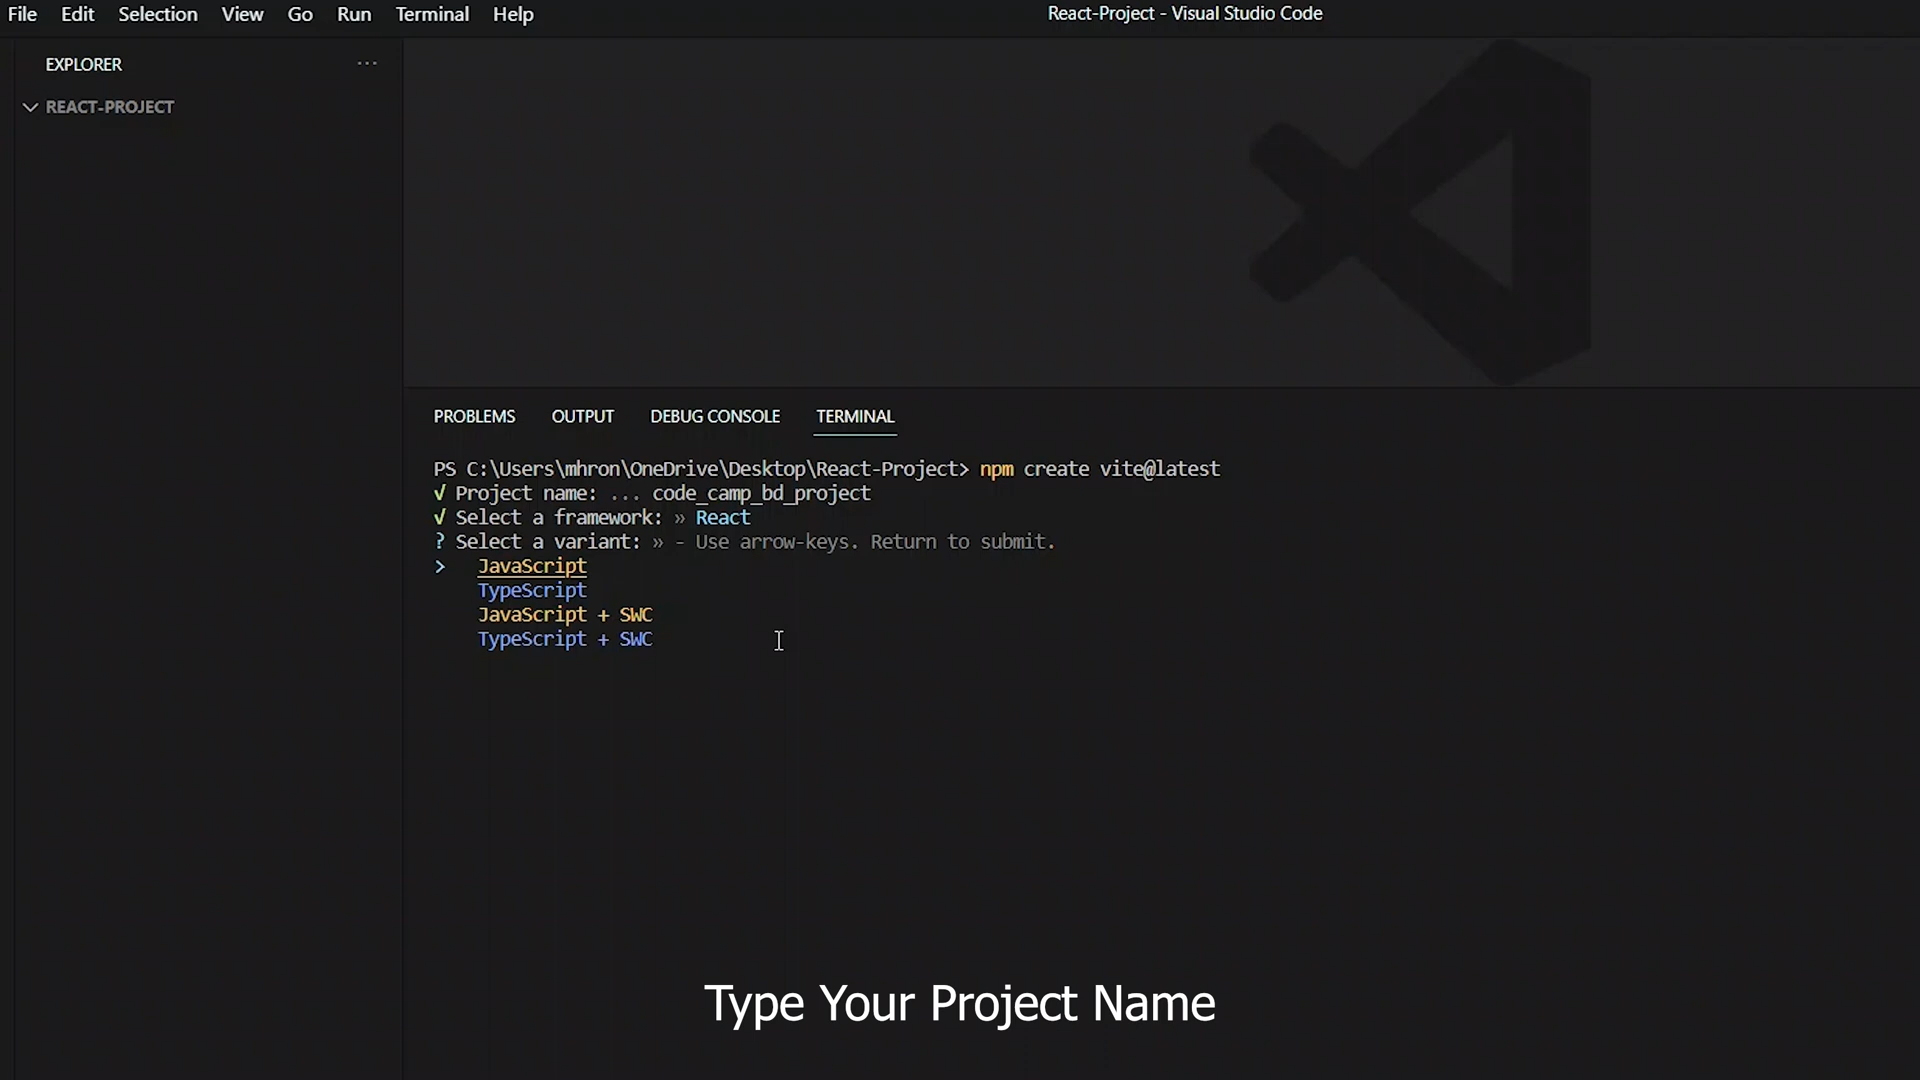 File Edit Selection View Go Run Terminal Help
React-Project - Visual Studio Code
EXPLORER ···
REACT-PROJECT
PROBLEMS OUTPUT DEBUG CONSOLE TERMINAL
PS C:\Users\mhron\OneDrive\Desktop\React-Project> npm create vite@latest
√ Project name: ... code_camp_bd_project
√ Select a framework: » React
? Select a variant: » - Use arrow-keys. Return to submit.
> JavaScript
TypeScript
JavaScript + SWC
TypeScript + SWC
Type Your Project Name